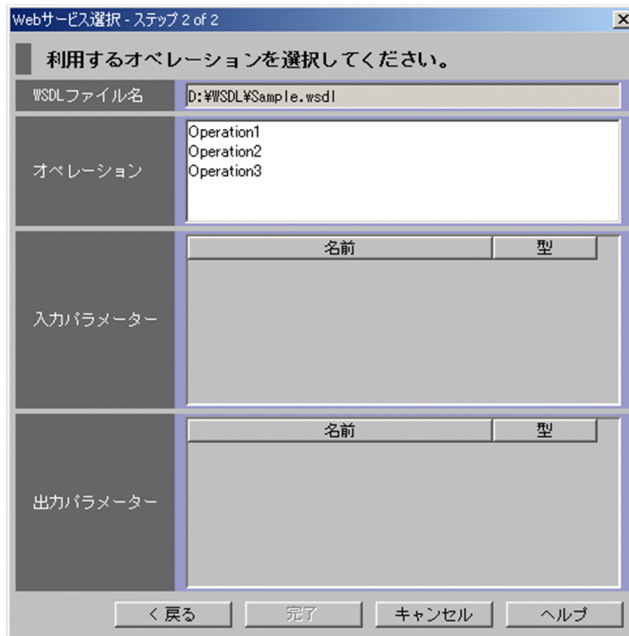 Webサービス選択 - ステップ 2 of 2
利用するオペレーションを選択してください。
WSDLファイル名
D:¥WSDL¥Sample.wsdl
オペレーション
Operation1
Operation2
Operation3
入力パラメーター
名前 型
出力パラメーター
名前 型
< 戻る 完了 キャンセル ヘルプ